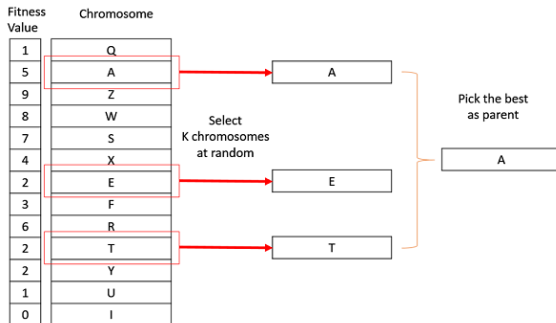 Fitness
Value
Chromosome
1 Q
5 A
9 Z
8 W
7 S
4 X
2 E
3 F
6 R
2 T
2 Y
1 U
0 I
Select
K chromosomes
at random
A
E
T
Pick the best
as parent
A